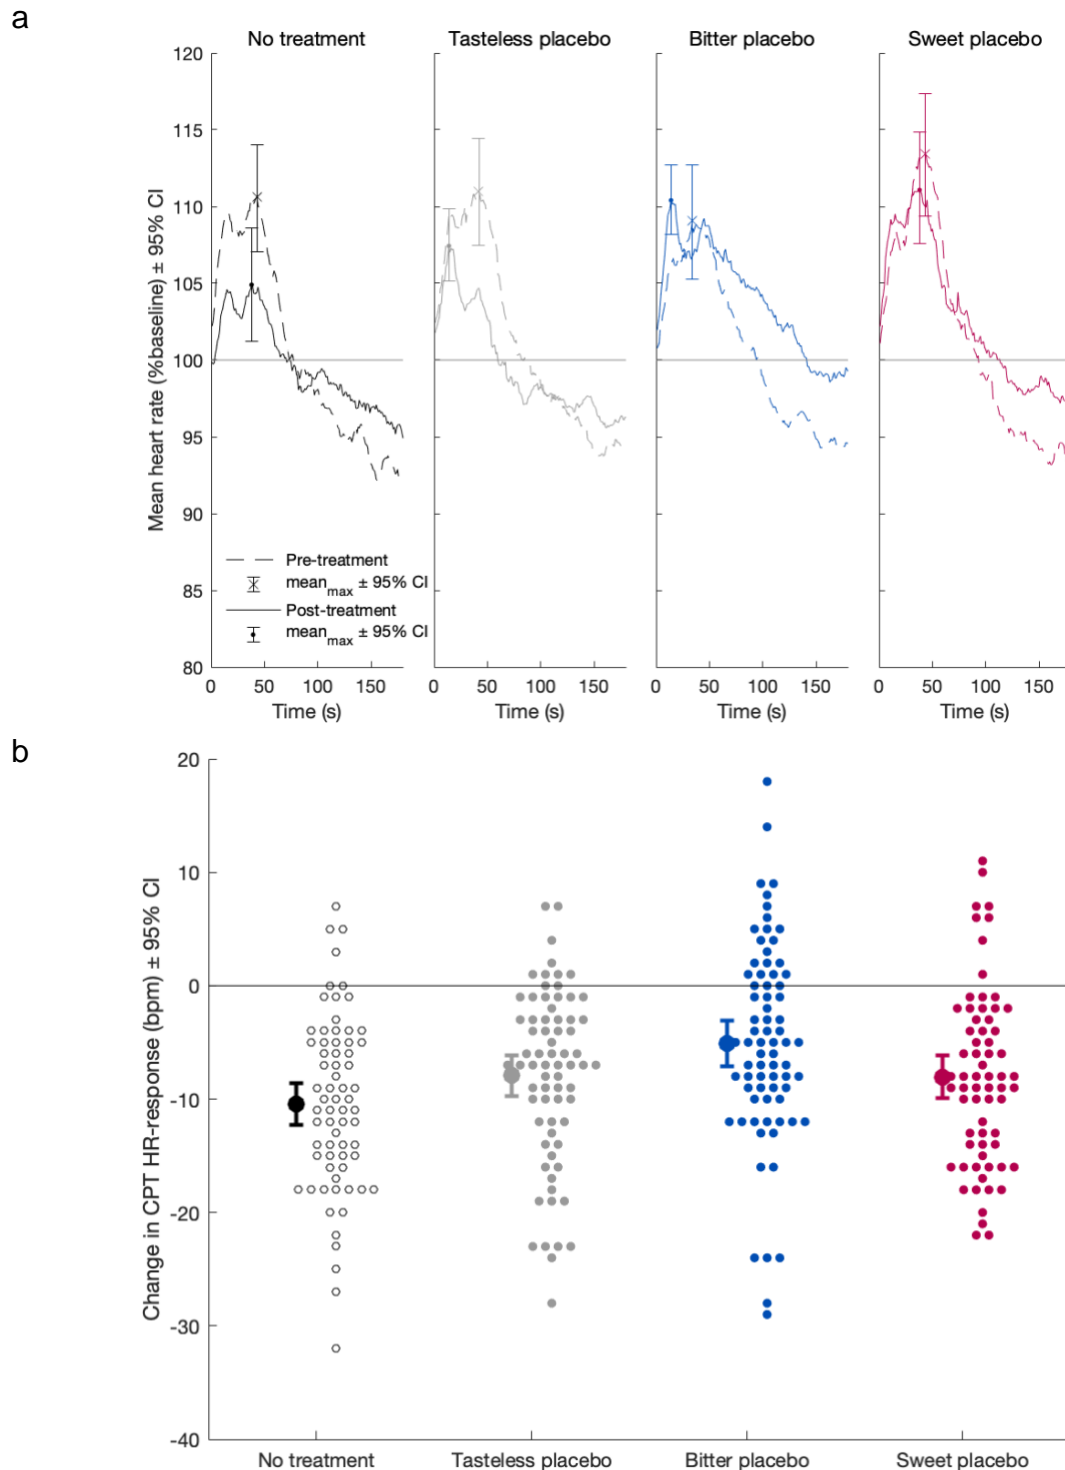 a
No treatment
Tasteless placebo
Bitter placebo
Sweet placebo
Mean heart rate (%baseline) ± 95% CI
120
115
110
105
100
95
90
85
80
Pre-treatment
mean_max ± 95% CI
Post-treatment
mean_max ± 95% CI
0 50 100 150
0 50 100 150
0 50 100 150
0 50 100 150
Time (s)
Time (s)
Time (s)
Time (s)
b
Change in CPT HR-response (bpm) ± 95% CI
20
10
0
-10
-20
-30
-40
No treatment
Tasteless placebo
Bitter placebo
Sweet placebo